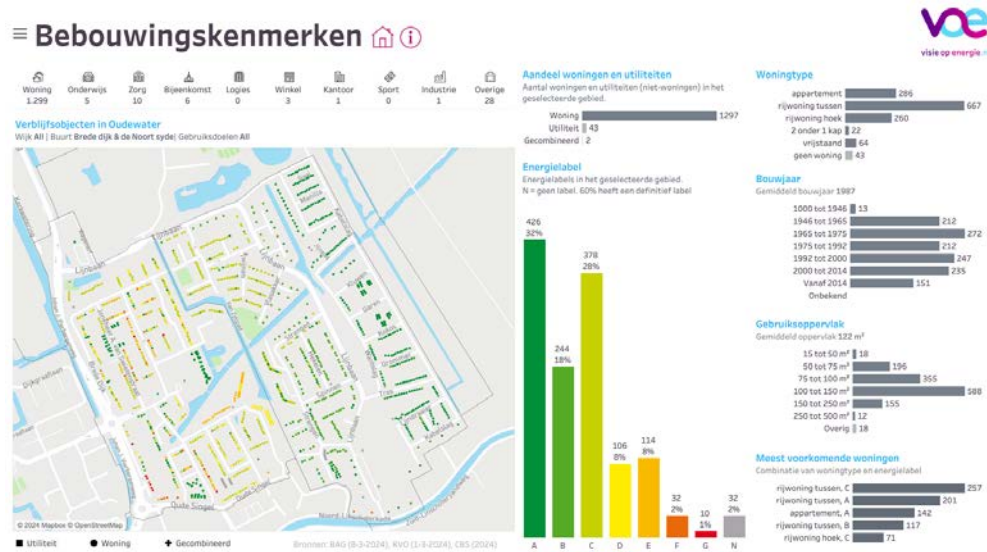 Bebouwingskenmerken
voe
visie op energie.nl
Woning Onderwijs Zorg Bijeenkomst Logies Winkel Kantoor Sport Industrie Overige
1.299 5 10 6 0 3 1 0 1 28
Verblijfsobjecten in Oudewater
Wijk All | Buurt Brede dijk & de Noort syde| Gebruiksdoelen All
Lijnbaan
Lijnbaan
Lijnbaan
Oude Singel
© 2024 Mapbox © OpenStreetMap
Utiliteit Woning Gecombineerd
Bronnen: BAG (8-3-2024), RVO (1-3-2024), CBS (2024)
Aandeel woningen en utiliteiten
Aantal woningen en utiliteiten (niet-woningen) in het
geselecteerde gebied.
Woning 1297
Utiliteit 43
Gecombineerd 2
Energielabel
Energielabels in het geselecteerde gebied.
N = geen label. 60% heeft een definitief label
426
32%
244
18%
378
28%
106
8%
114
8%
32
2%
10
1%
32
2%
A B C D E F G N
Woningtype
appartement 286
rijwoning tussen 667
rijwoning hoek 260
2 onder 1 kap 22
vrijstaand 64
geen woning 43
Bouwjaar
Gemiddeld bouwjaar 1987
1000 tot 1946 13
1946 tot 1965 212
1965 tot 1975 272
1975 tot 1992 212
1992 tot 2000 247
2000 tot 2014 235
Vanaf 2014 151
Onbekend
Gebruiksoppervlak
Gemiddeld oppervlak 122 m²
15 tot 50 m² 18
50 tot 75 m² 196
75 tot 100 m² 355
100 tot 150 m² 588
150 tot 250 m² 155
250 tot 500 m² 12
Overig 18
Meest voorkomende woningen
Combinatie van woningtype en energielabel
rijwoning tussen, C 257
rijwoning tussen, A 201
appartement, A 142
rijwoning tussen, B 117
rijwoning hoek, C 71